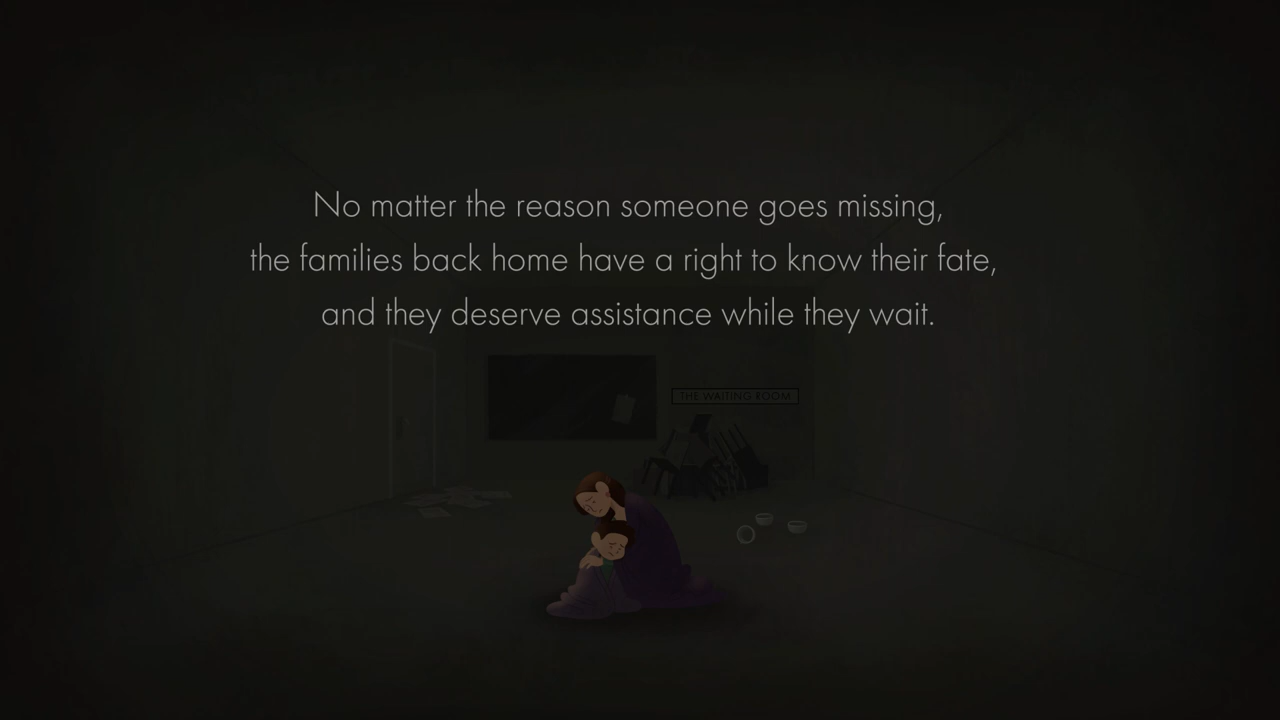 No matter the reason someone goes missing,
the families back home have a right to know their fate,
and they deserve assistance while they wait.
THE WAITING ROOM